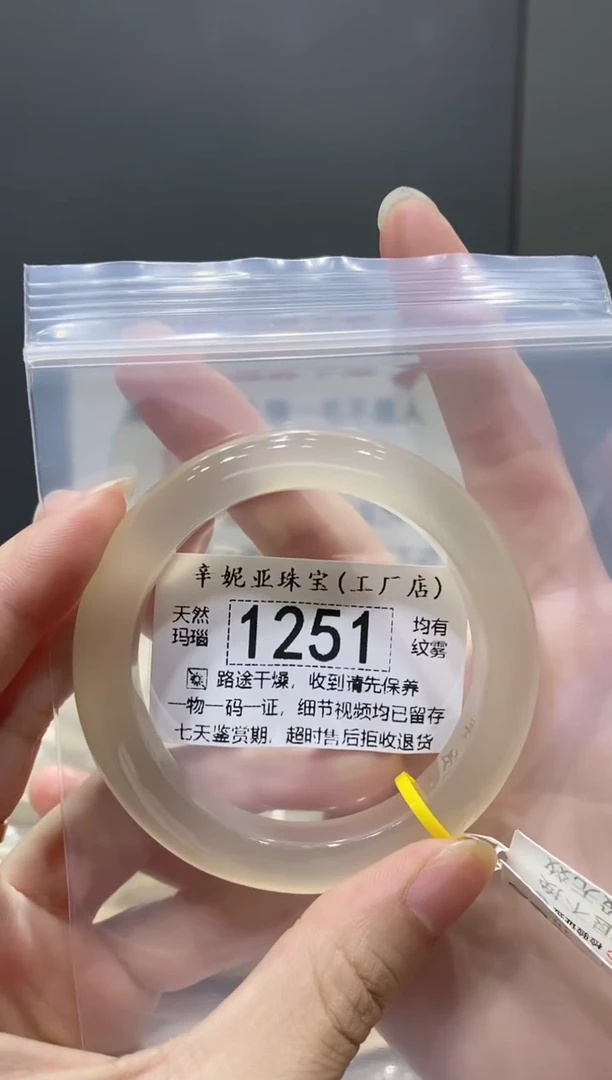 辛妮亚珠宝(工厂店)
天然
玛瑙
1251
均有
纹雾
路途干燥，收到请先保养
一物一码一证，细节视频均已留存
七天鉴赏期，超时售后拒收退货